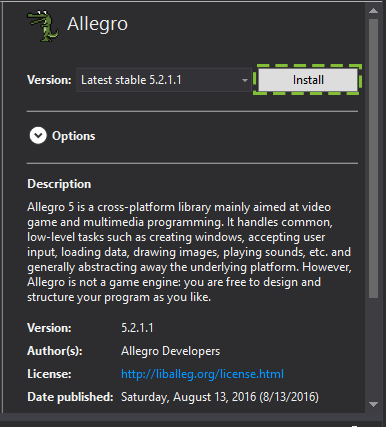 Allegro
Version: Latest stable 5.2.1.1 Install
Options
Description
Allegro 5 is a cross-platform library mainly aimed at video
game and multimedia programming. It handles common,
low-level tasks such as creating windows, accepting user
input, loading data, drawing images, playing sounds, etc. and
generally abstracting away the underlying platform. However,
Allegro is not a game engine: you are free to design and
structure your program as you like.
Version: 5.2.1.1
Author(s): Allegro Developers
License: http://liballeg.org/license.html
Date published: Saturday, August 13, 2016 (8/13/2016)